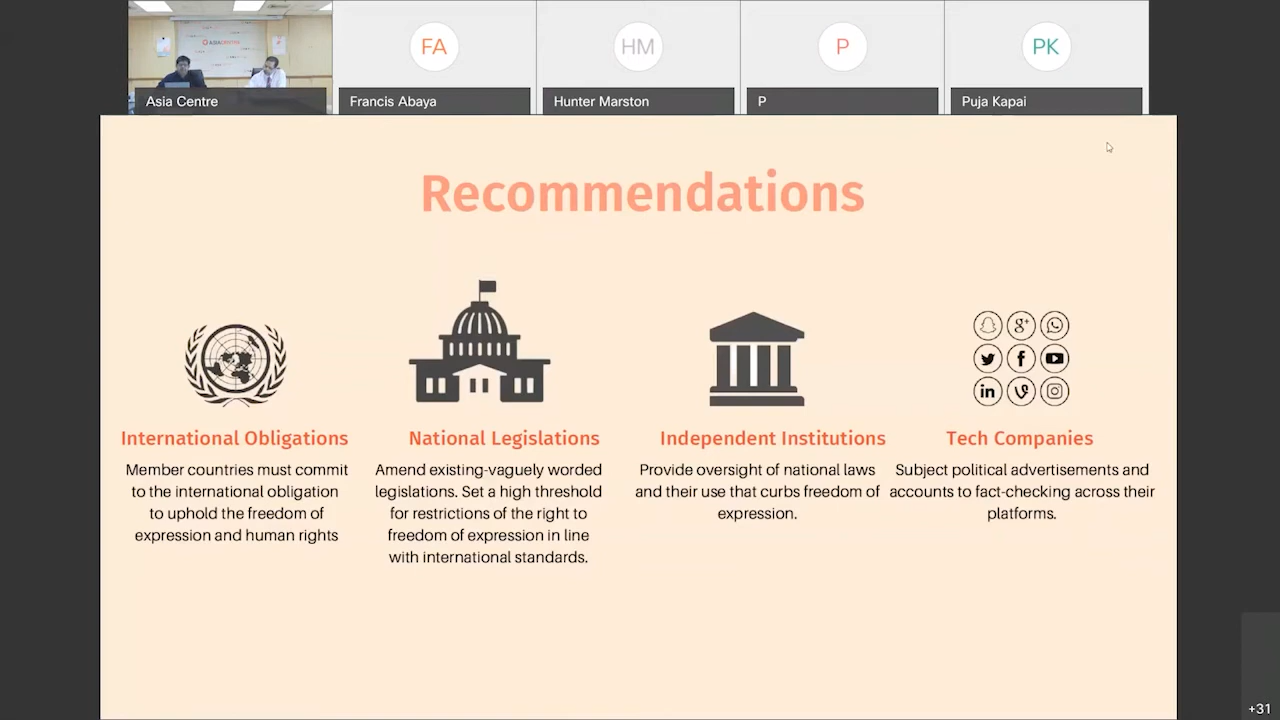 ASIACENTRE
FA
HM
P
PK
Asia Centre
Francis Abaya
Hunter Marston
P
Puja Kapai
Recommendations
g+
in
International Obligations
Member countries must commit
to the international obligation
to uphold the freedom of
expression and human rights
National Legislations
Amend existing-vaguely worded
legislations. Set a high threshold
for restrictions of the right to
freedom of expression in line
with international standards.
Independent Institutions
Provide oversight of national laws
and their use that curbs freedom of
expression.
Tech Companies
Subject political advertisements and
accounts to fact-checking across their
platforms.
+31